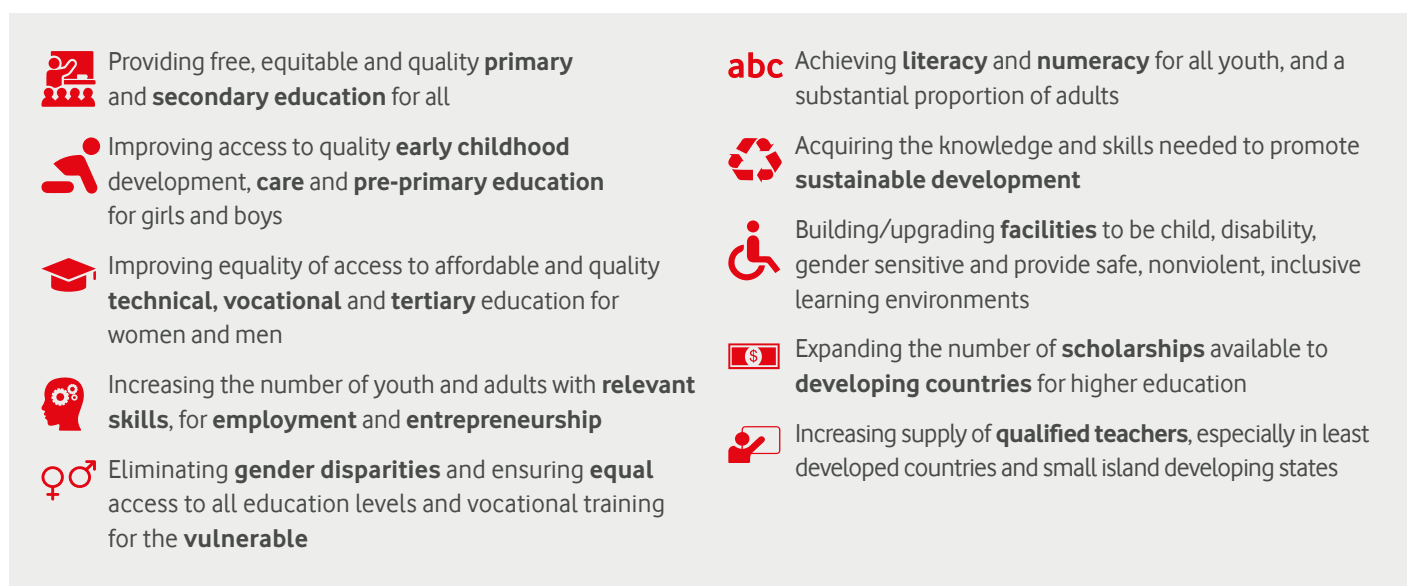 Providing free, equitable and quality primary
and secondary education for all
Improving access to quality early childhood
development, care and pre-primary education
for girls and boys
Improving equality of access to affordable and quality
technical, vocational and tertiary education for
women and men
Increasing the number of youth and adults with relevant
skills, for employment and entrepreneurship
Eliminating gender disparities and ensuring equal
access to all education levels and vocational training
for the vulnerable
abc Achieving literacy and numeracy for all youth, and a
substantial proportion of adults
Acquiring the knowledge and skills needed to promote
sustainable development
Building/upgrading facilities to be child, disability,
gender sensitive and provide safe, nonviolent, inclusive
learning environments
$
Expanding the number of scholarships available to
developing countries for higher education
Increasing supply of qualified teachers, especially in least
developed countries and small island developing states